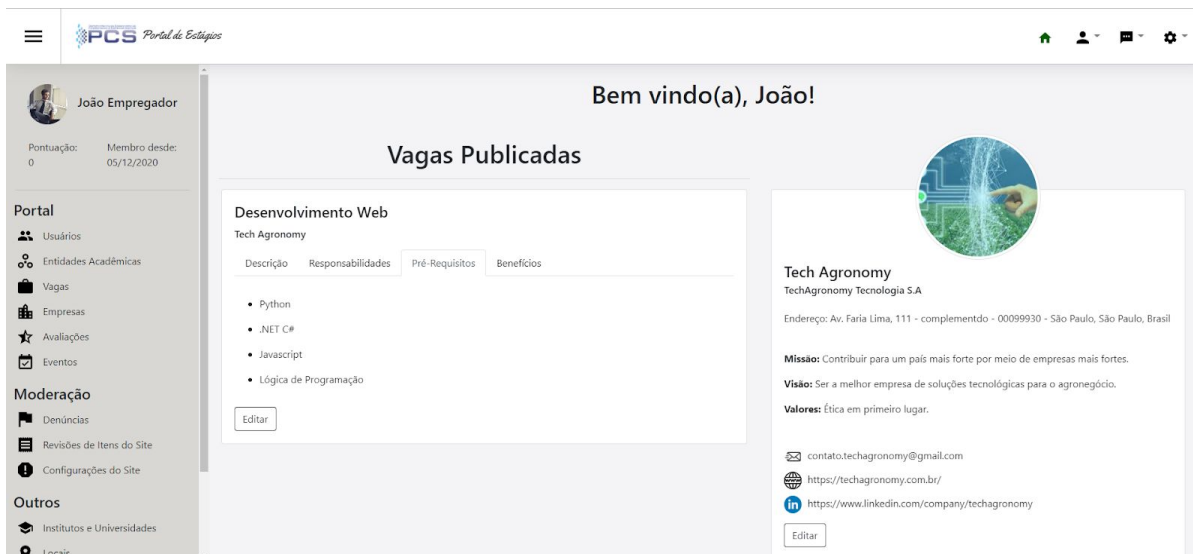 PCS Portal de Estágios
João Empregador
Pontuação: Membro desde:
0 05/12/2020
Portal
Usuários
Entidades Acadêmicas
Vagas
Empresas
Avaliações
Eventos
Moderação
Denúncias
Revisões de Itens do Site
Configurações do Site
Outros
Institutos e Universidades
Locais
Bem vindo(a), João!
Vagas Publicadas
Desenvolvimento Web
Tech Agronomy
Descrição Responsabilidades Pré-Requisitos Benefícios
Python
.NET C#
Javascript
Lógica de Programação
Editar
Tech Agronomy
TechAgronomy Tecnologia S.A
Endereço: Av. Faria Lima, 111 - complementdo - 00099930 - São Paulo, São Paulo, Brasil
Missão: Contribuir para um país mais forte por meio de empresas mais fortes.
Visão: Ser a melhor empresa de soluções tecnológicas para o agronegócio.
Valores: Ética em primeiro lugar.
contato.techagronomy@gmail.com
https://techagronomy.com.br/
https://www.linkedin.com/company/techagronomy
Editar